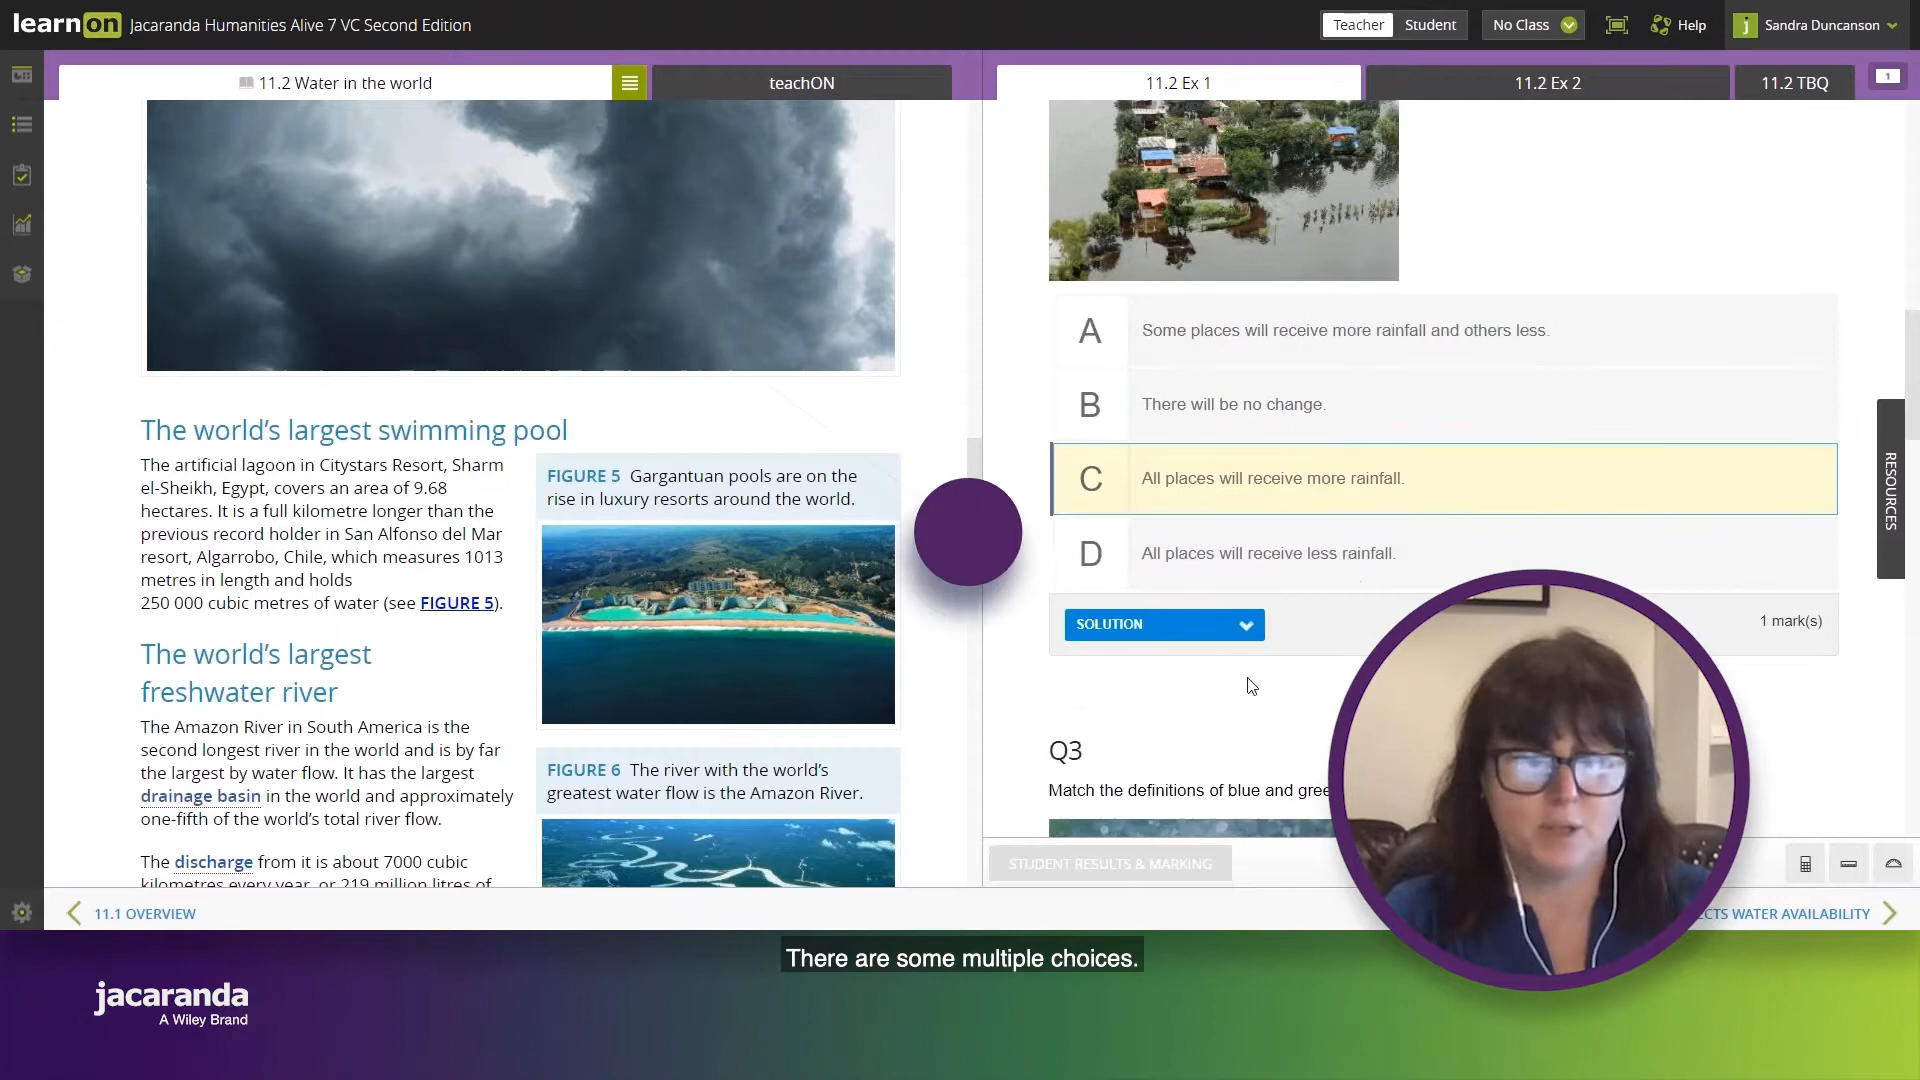 learnon Jacaranda Humanities Alive 7 VC Second Edition
Teacher Student
No Class
Help
j Sandra Duncanson
11.2 Water in the world
teachON
11.2 Ex 1
11.2 Ex 2
11.2 TBQ
1
The world's largest swimming pool
The artificial lagoon in Citystars Resort, Sharm
el-Sheikh, Egypt, covers an area of 9.68
hectares. It is a full kilometre longer than the
previous record holder in San Alfonso del Mar
resort, Algarrobo, Chile, which measures 1013
metres in length and holds
250 000 cubic metres of water (see FIGURE 5).
FIGURE 5 Gargantuan pools are on the
rise in luxury resorts around the world.
The world's largest
freshwater river
The Amazon River in South America is the
second longest river in the world and is by far
the largest by water flow. It has the largest
drainage basin in the world and approximately
one-fifth of the world's total river flow.
The discharge from it is about 7000 cubic
kilometres every year, or 219 million litres of
FIGURE 6 The river with the world's
greatest water flow is the Amazon River.
A Some places will receive more rainfall and others less.
B There will be no change.
C All places will receive more rainfall.
D All places will receive less rainfall.
SOLUTION
1 mark(s)
Q3
Match the definitions of blue and gree
STUDENT RESULTS & MARKING
RESOURCES
11.1 OVERVIEW
CTS WATER AVAILABILITY
There are some multiple choices.
jacaranda
A Wiley Brand